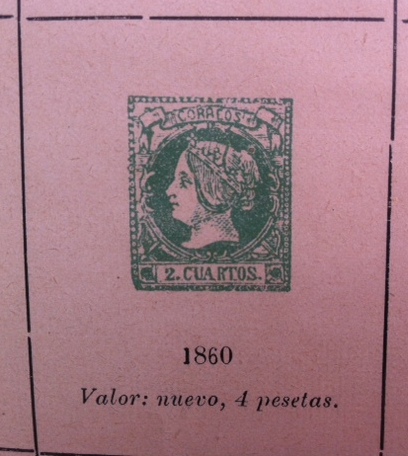 CORREOS
2. CUARTOS.
1860
Valor: nuevo, 4 pesetas.